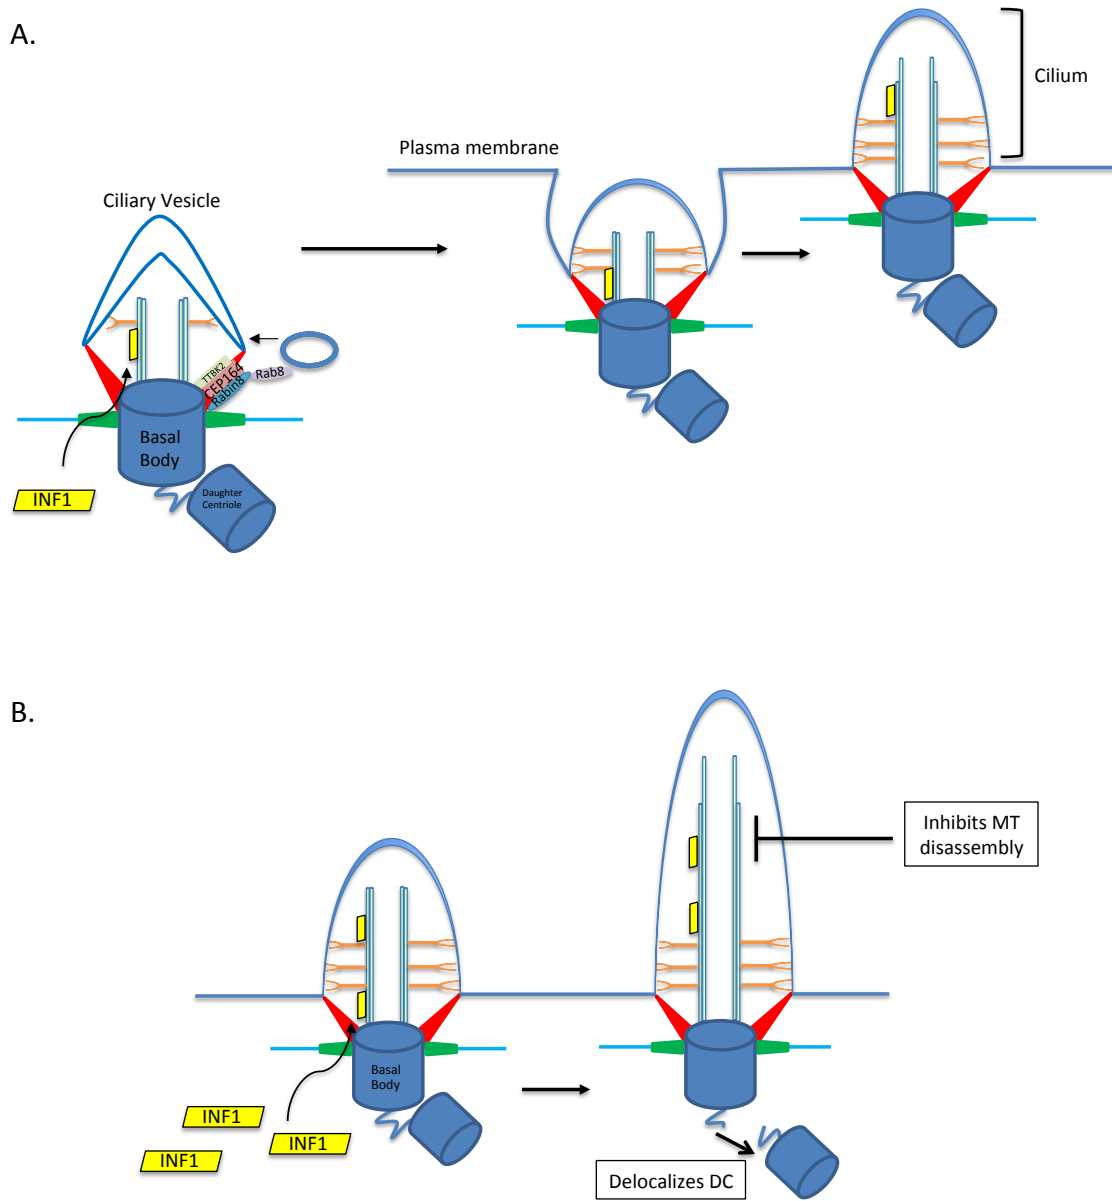 A.
Cilium
Plasma membrane
Ciliary Vesicle
TTBK2
CEP164
Rabin8
Rab8
Basal
Body
INF1
Daughter
Centriole
B.
Inhibits MT
disassembly
Basal
Body
INF1
INF1
INF1
Delocalizes DC